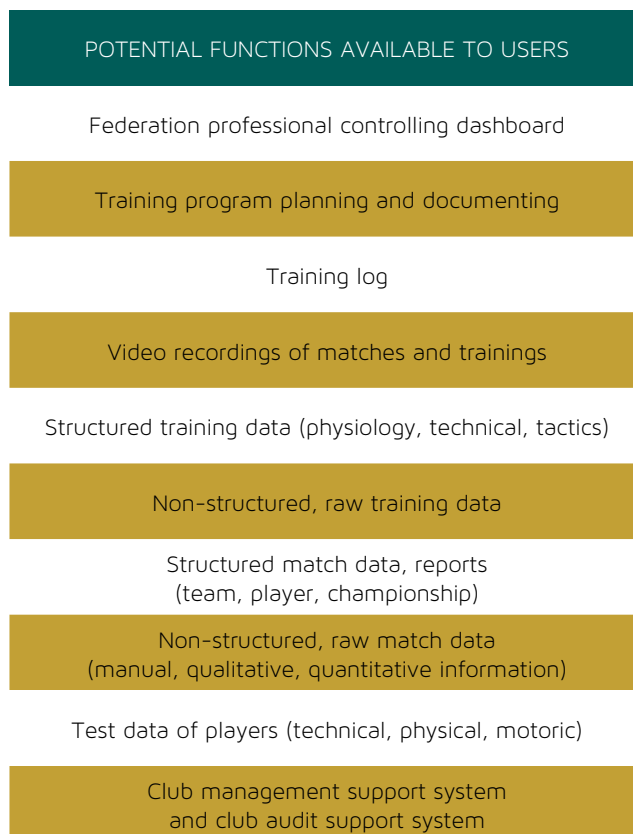 POTENTIAL FUNCTIONS AVAILABLE TO USERS
Federation professional controlling dashboard
Training program planning and documenting
Training log
Video recordings of matches and trainings
Structured training data (physiology, technical, tactics)
Non-structured, raw training data
Structured match data, reports
(team, player, championship)
Non-structured, raw match data
(manual, qualitative, quantitative information)
Test data of players (technical, physical, motoric)
Club management support system
and club audit support system